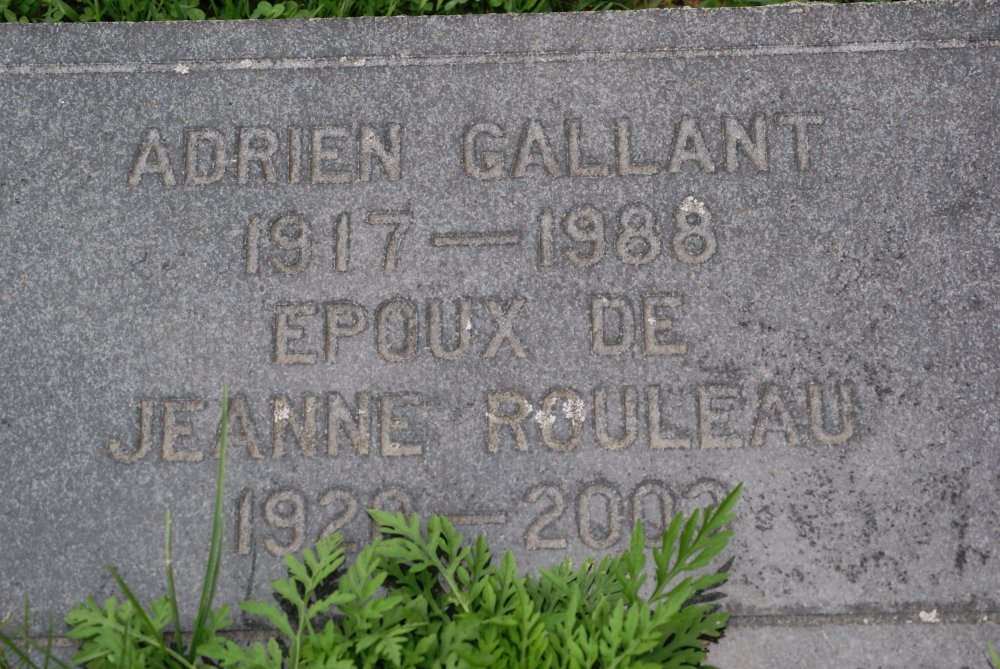 ADRIEN GALLANT
1917 — 1988
EPOUX DE
JEANNE ROULEAU